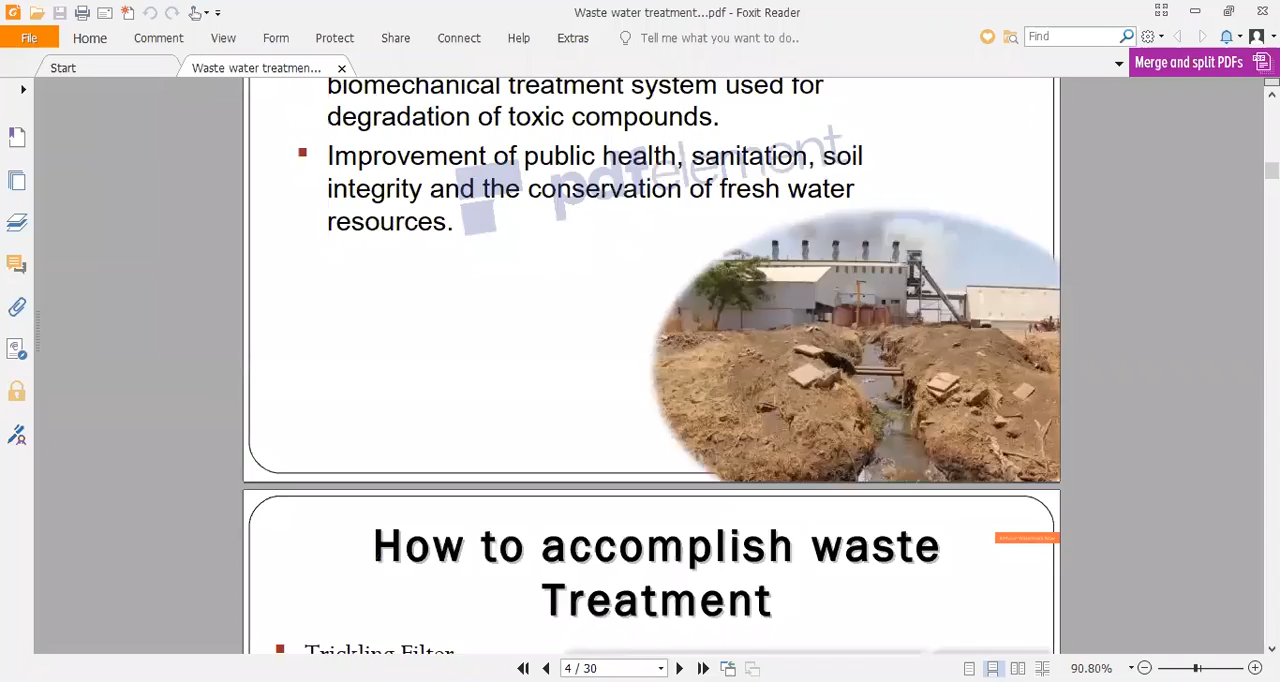 Waste water treatment...pdf - Foxit Reader
File Home Comment View Form Protect Share Connect Help Extras Tell me what you want to do.. Find
Start Waste water treatmen... Merge and split PDFs
biomechanical treatment system used for
degradation of toxic compounds.
Improvement of public health, sanitation, soil
integrity and the conservation of fresh water
resources.
pdfelement
How to accomplish waste
Treatment
Trickling Filter
4 / 30 90.80%